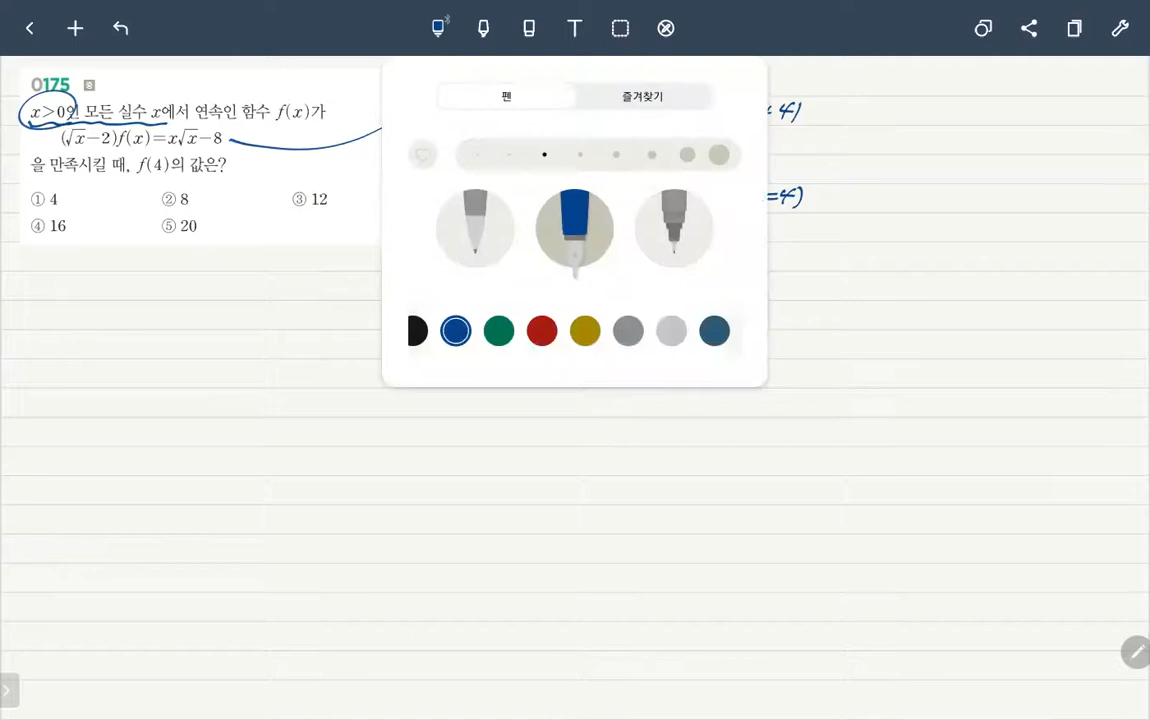 0175
x>0인 모든 실수 x에서 연속인 함수 f(x)가
(√x−2)f(x)=x√x−8
을 만족시킬 때, f(4)의 값은?
① 4 ② 8 ③ 12
④ 16 ⑤ 20
펜 즐겨찾기
4)
=4)